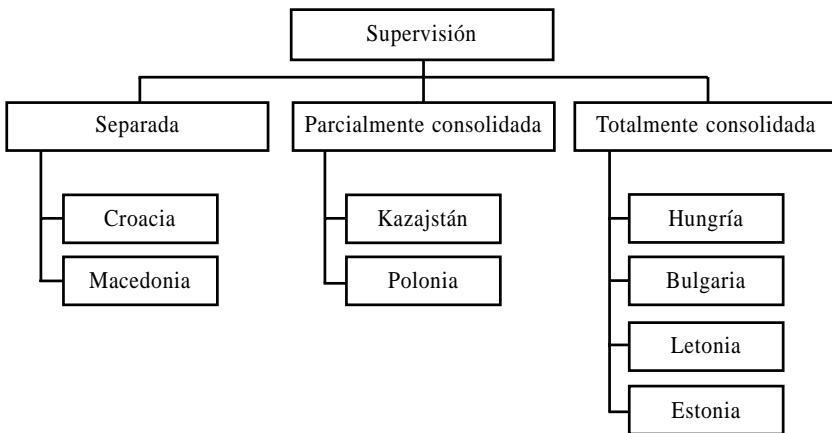 Supervisión
Separada
Parcialmente consolidada
Totalmente consolidada
Croacia
Macedonia
Kazajstán
Polonia
Hungría
Bulgaria
Letonia
Estonia